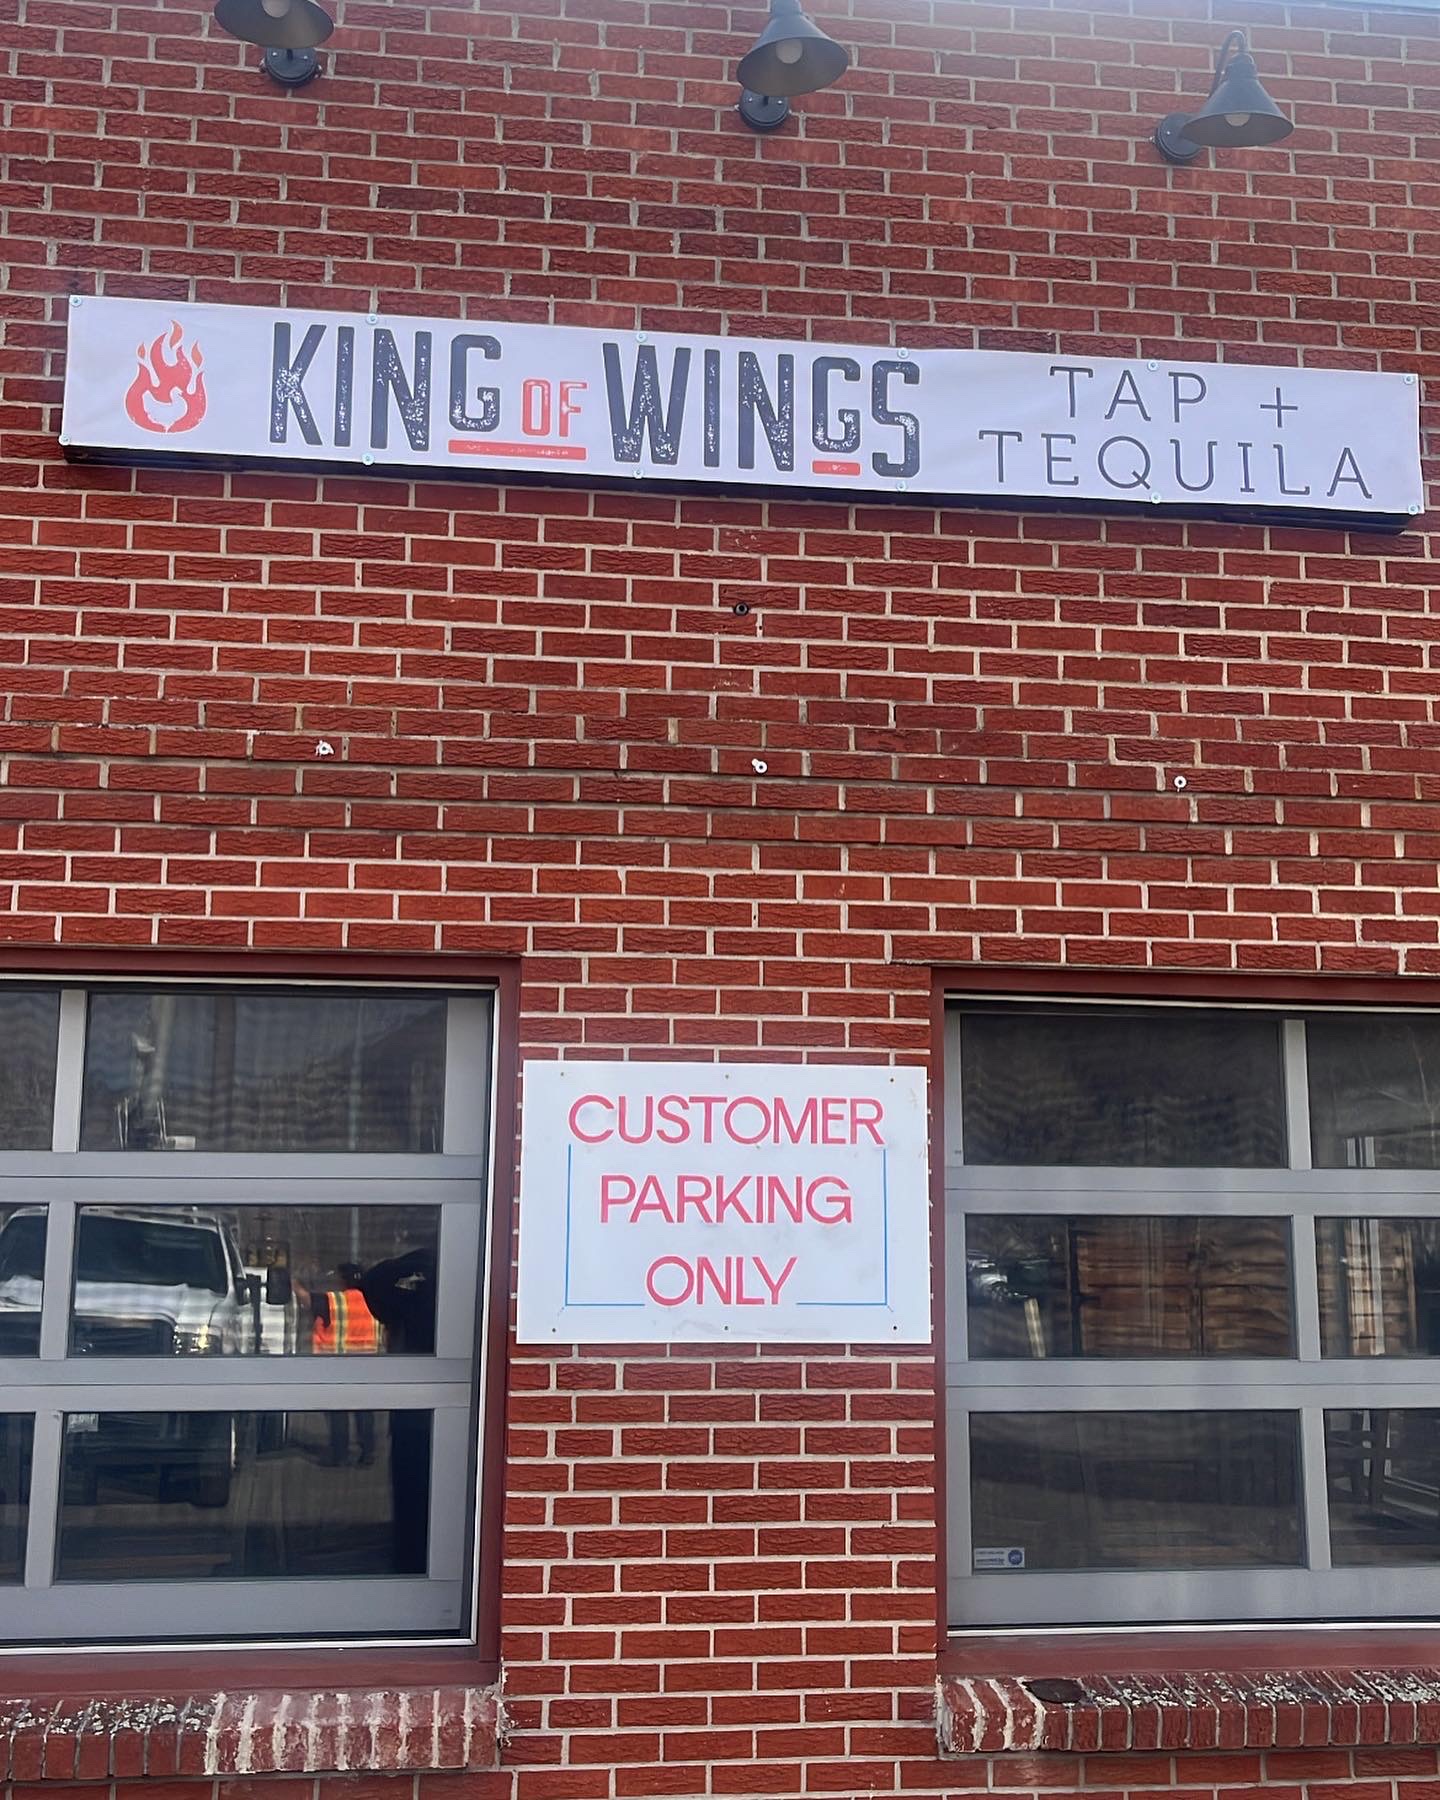 KING OF WINGS
TAP +
TEQUILA
CUSTOMER
PARKING
ONLY